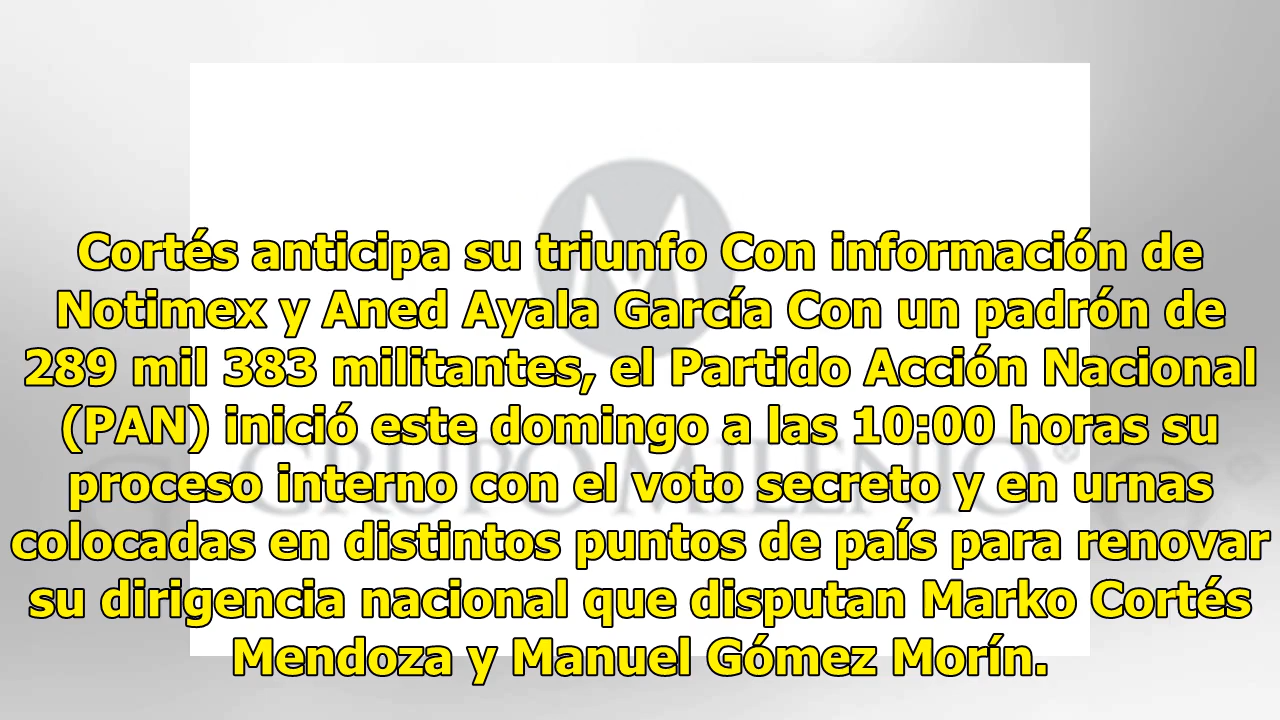 Cortés anticipa su triunfo Con información de
Notimex y Aned Ayala García Con un padrón de
289 mil 383 militantes, el Partido Acción Nacional
(PAN) inició este domingo a las 10:00 horas su
proceso interno con el voto secreto y en urnas
colocadas en distintos puntos de país para renovar
su dirigencia nacional que disputan Marko Cortés
Mendoza y Manuel Gómez Morín.
M
GRUPO MILENIO®